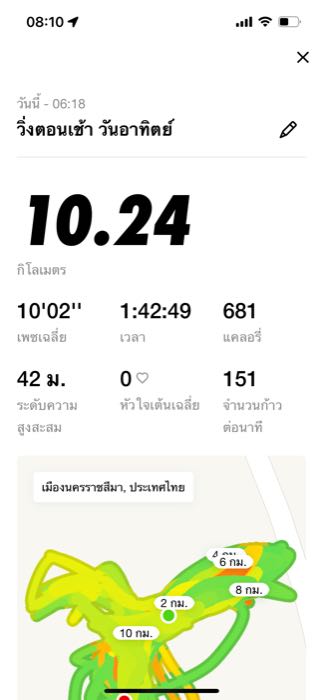 08:10
วันนี้ - 06:18
วิ่งตอนเช้า วันอาทิตย์
10.24
กิโลเมตร
10'02'' 1:42:49 681
เพซเฉลี่ย เวลา แคลอรี่
42 ม. 0 151
ระดับความสูงสะสม หัวใจเต้นเฉลี่ย จำนวนก้าวต่อนาที
เมืองนครราชสีมา, ประเทศไทย
6 กม.
8 กม.
2 กม.
10 กม.